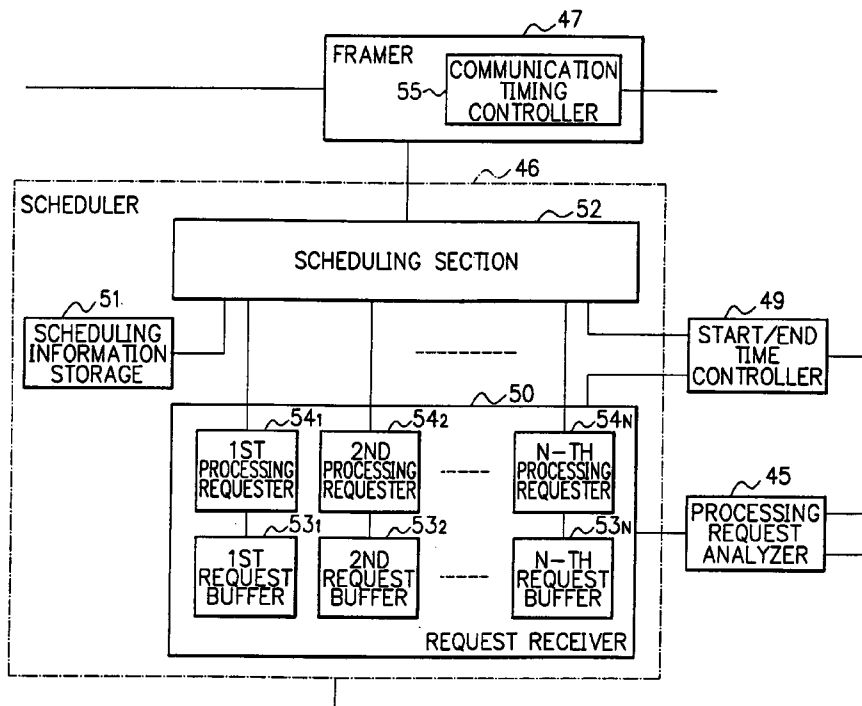 47
FRAMER
55
COMMUNICATION
TIMING
CONTROLLER
46
SCHEDULER
52
SCHEDULING SECTION
51
SCHEDULING
INFORMATION
STORAGE
49
START/END
TIME
CONTROLLER
50
54₁
1ST
PROCESSING
REQUESTER
54₂
2ND
PROCESSING
REQUESTER
54N
N-TH
PROCESSING
REQUESTER
53₁
1ST
REQUEST
BUFFER
53₂
2ND
REQUEST
BUFFER
53N
N-TH
REQUEST
BUFFER
REQUEST RECEIVER
45
PROCESSING
REQUEST
ANALYZER